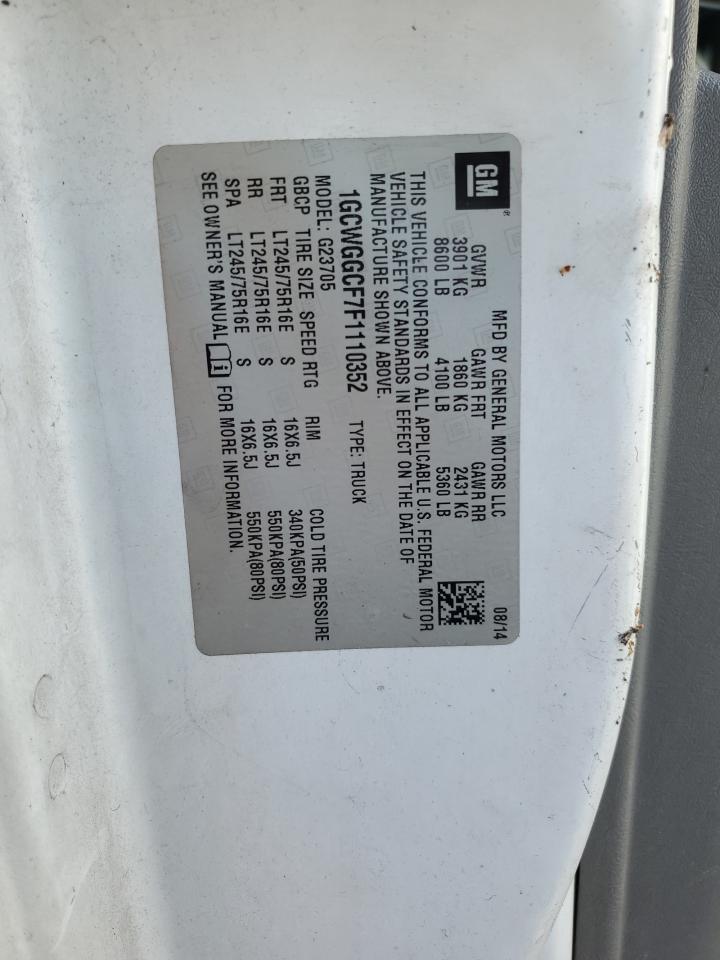 GM®
MFD BY GENERAL MOTORS LLC 08/14
GVWR GAWR FRT GAWR RR
3901 KG 1860 KG 2431 KG
8600 LB 4100 LB 5360 LB
THIS VEHICLE CONFORMS TO ALL APPLICABLE U.S. FEDERAL MOTOR
VEHICLE SAFETY STANDARDS IN EFFECT ON THE DATE OF
MANUFACTURE SHOWN ABOVE.
1GCWGGCF7F1110352 TYPE: TRUCK
MODEL: G23705
GBCP TIRE SIZE SPEED RTG RIM COLD TIRE PRESSURE
FRT LT245/75R16E S 16X6.5J 340KPA(50PSI)
RR LT245/75R16E S 16X6.5J 550KPA(80PSI)
SPA LT245/75R16E S 16X6.5J 550KPA(80PSI)
SEE OWNER'S MANUAL i FOR MORE INFORMATION.